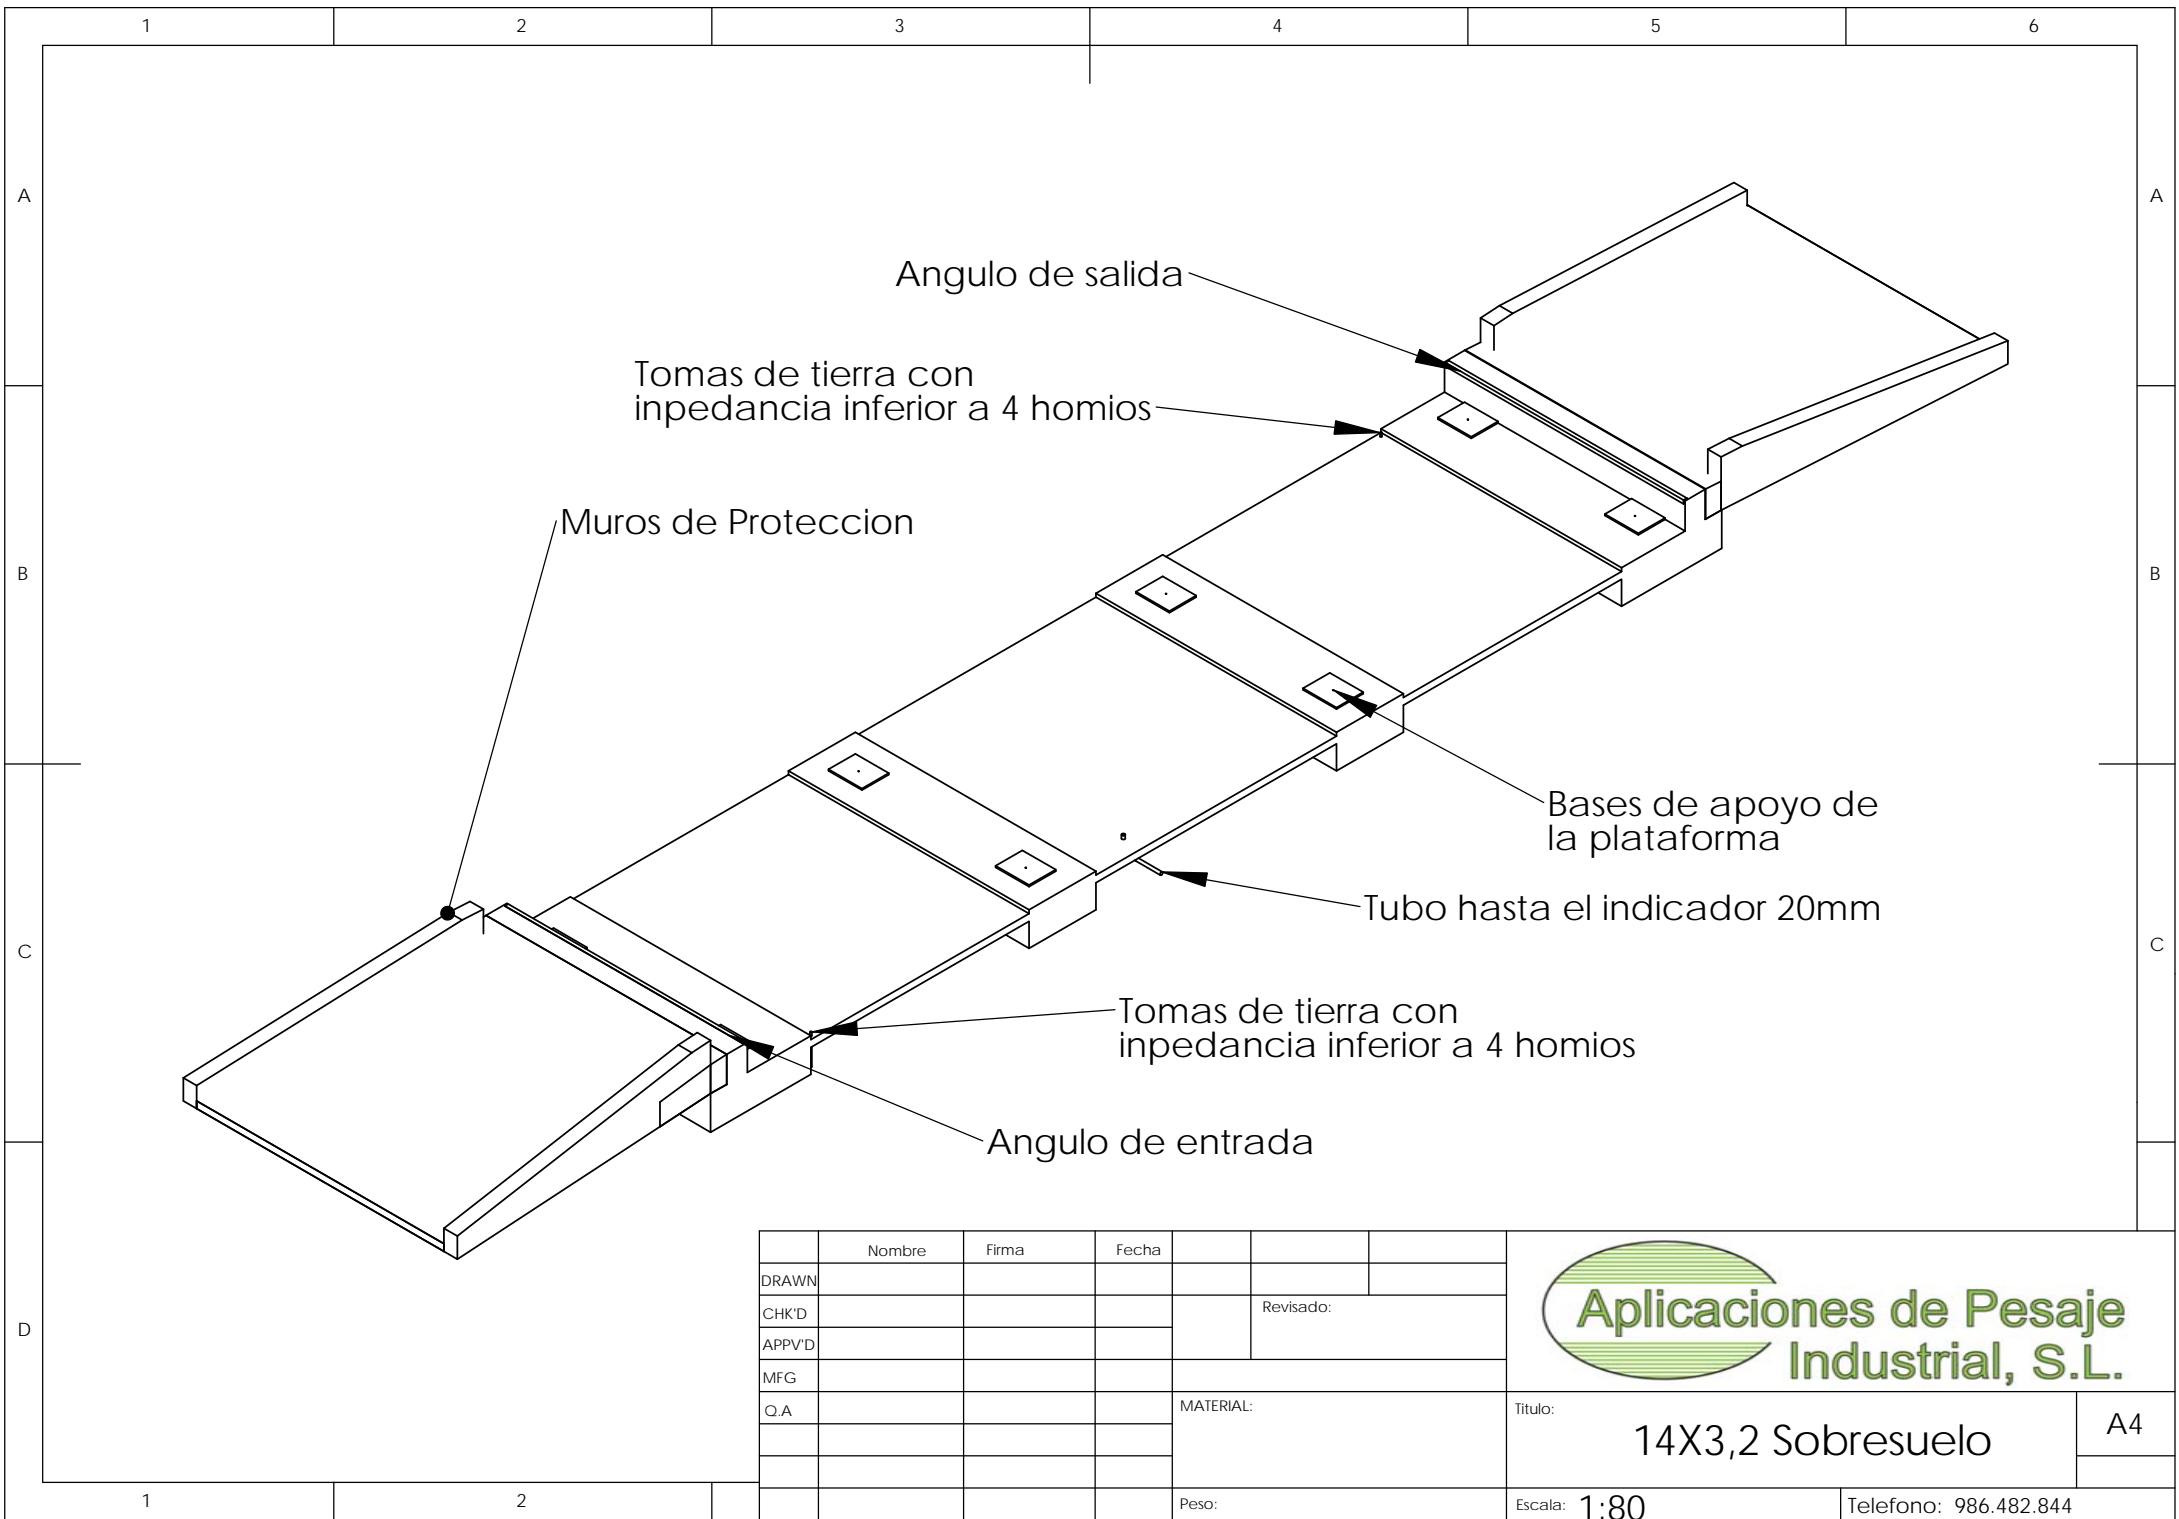 1 2 3 4 5 6
A A
Angulo de salida
Tomas de tierra con
inpedancia inferior a 4 homios
Muros de Proteccion
B B
Bases de apoyo de
la plataforma
Tubo hasta el indicador 20mm
C C
Tomas de tierra con
inpedancia inferior a 4 homios
Angulo de entrada
D
Nombre Firma Fecha
DRAWN
CHK'D
Revisado:
APPV'D
MFG
Q.A
MATERIAL:
Aplicaciones de Pesaje
Industrial, S.L.
Titulo:
14X3,2 Sobresuelo
A4
1 2
Peso:
Escala: 1:80
Telefono: 986.482.844